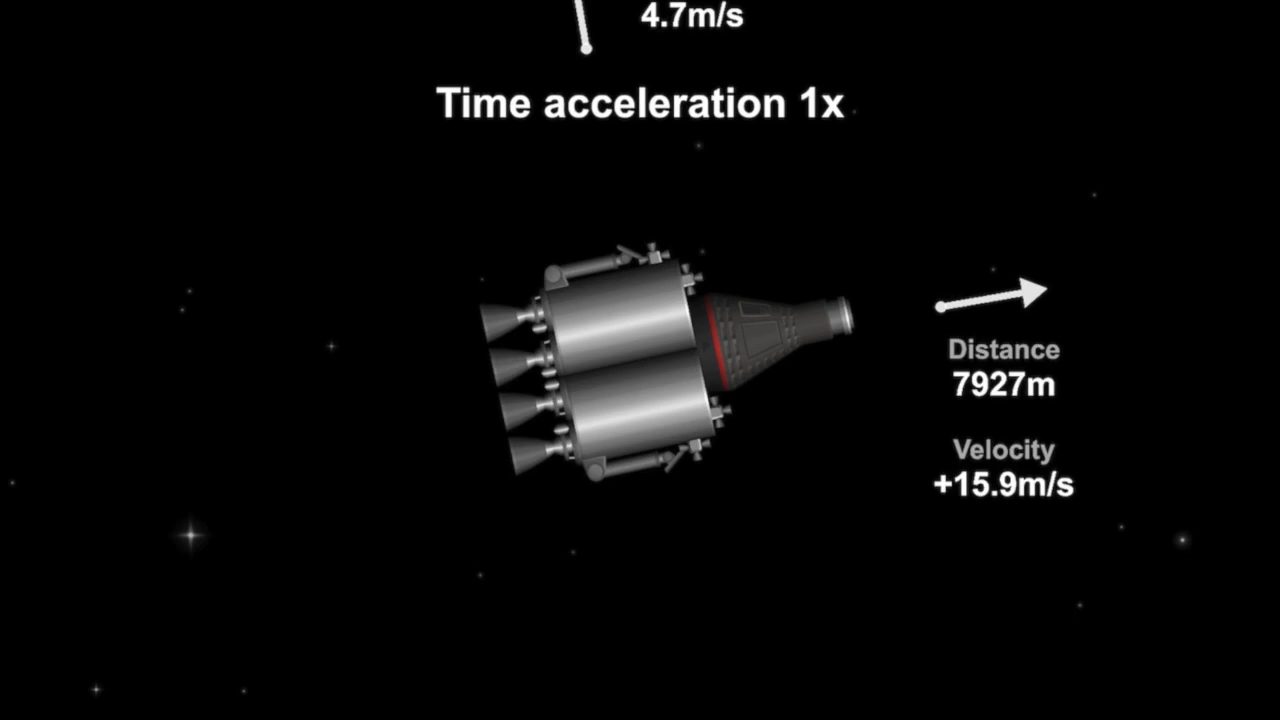 4.7m/s
Time acceleration 1x
Distance
7927m
Velocity
+15.9m/s